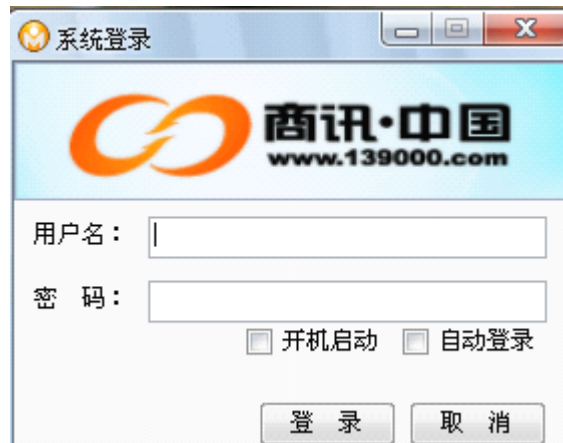 系统登录
商讯·中国
www.139000.com
用户名：
密 码：
开机启动 自动登录
登 录 取 消